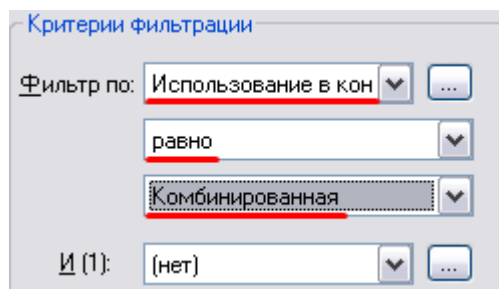 Критерии фильтрации
Фильтр по: Использование в кон ...
равно
Комбинированная
И (1): (нет) ...